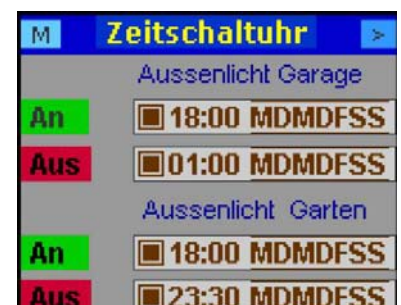 M Zeitschaltuhr >
Aussenlicht Garage
An 18:00 MDMDFSS
Aus 01:00 MDMDFSS
Aussenlicht Garten
An 18:00 MDMDFSS
Aus 23:30 MDMDFSS